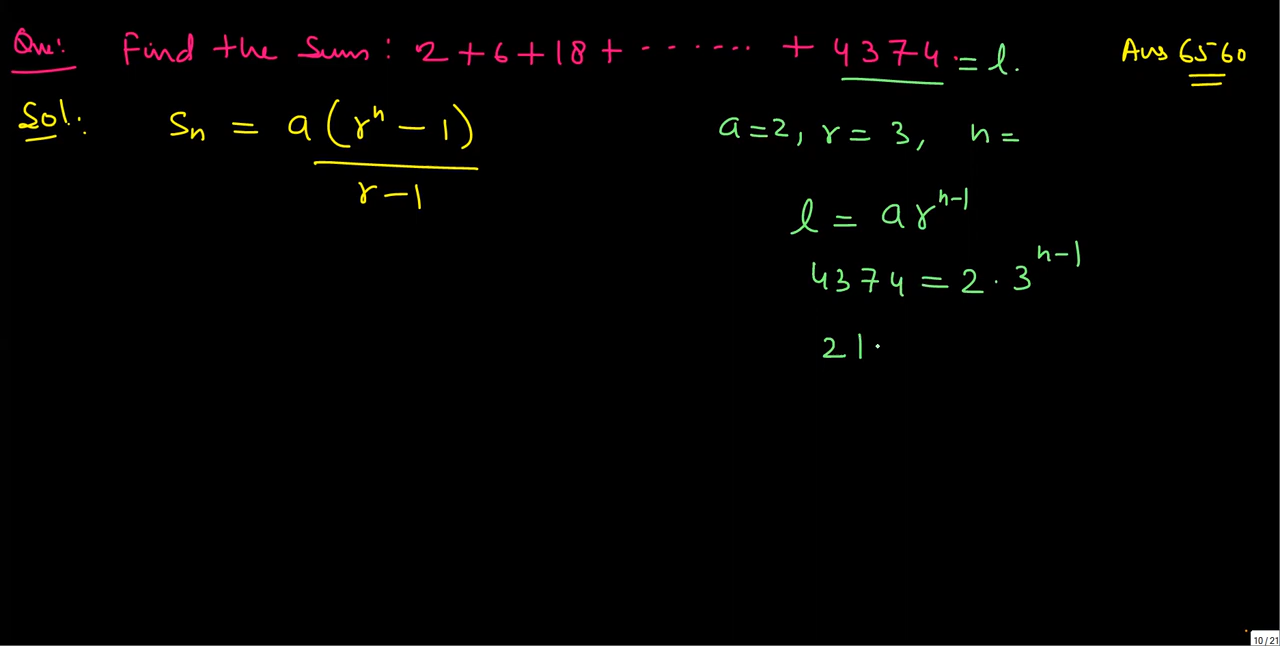 Que: Find the Sum: 2 + 6 + 18 + ....... + 4374. = l. Ans 6560
Sol: Sn = a(r^n - 1) / r - 1
a = 2, r = 3, n =
l = ar^n-1
4374 = 2 · 3^n-1
21·
10 / 21